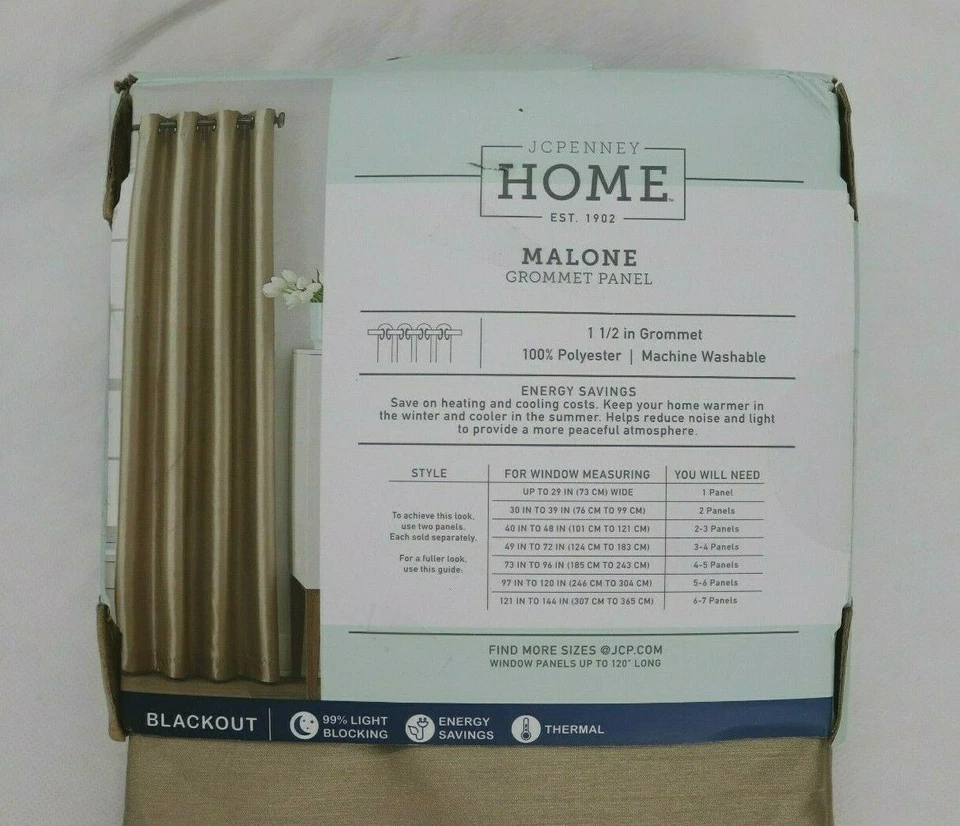 JCPENNEY
HOME™
EST. 1902
MALONE
GROMMET PANEL
1 1/2 in Grommet
100% Polyester | Machine Washable
ENERGY SAVINGS
Save on heating and cooling costs. Keep your home warmer in
the winter and cooler in the summer. Helps reduce noise and light
to provide a more peaceful atmosphere.
STYLE FOR WINDOW MEASURING YOU WILL NEED
UP TO 29 IN (73 CM) WIDE 1 Panel
30 IN TO 39 IN (76 CM TO 99 CM) 2 Panels
40 IN TO 48 IN (101 CM TO 121 CM) 2-3 Panels
49 IN TO 72 IN (124 CM TO 183 CM) 3-4 Panels
73 IN TO 96 IN (185 CM TO 243 CM) 4-5 Panels
97 IN TO 120 IN (246 CM TO 304 CM) 5-6 Panels
121 IN TO 144 IN (307 CM TO 365 CM) 6-7 Panels
To achieve this look,
use two panels.
Each sold separately.
For a fuller look,
use this guide:
FIND MORE SIZES @JCP.COM
WINDOW PANELS UP TO 120" LONG
BLACKOUT
99% LIGHT
BLOCKING
ENERGY
SAVINGS
THERMAL